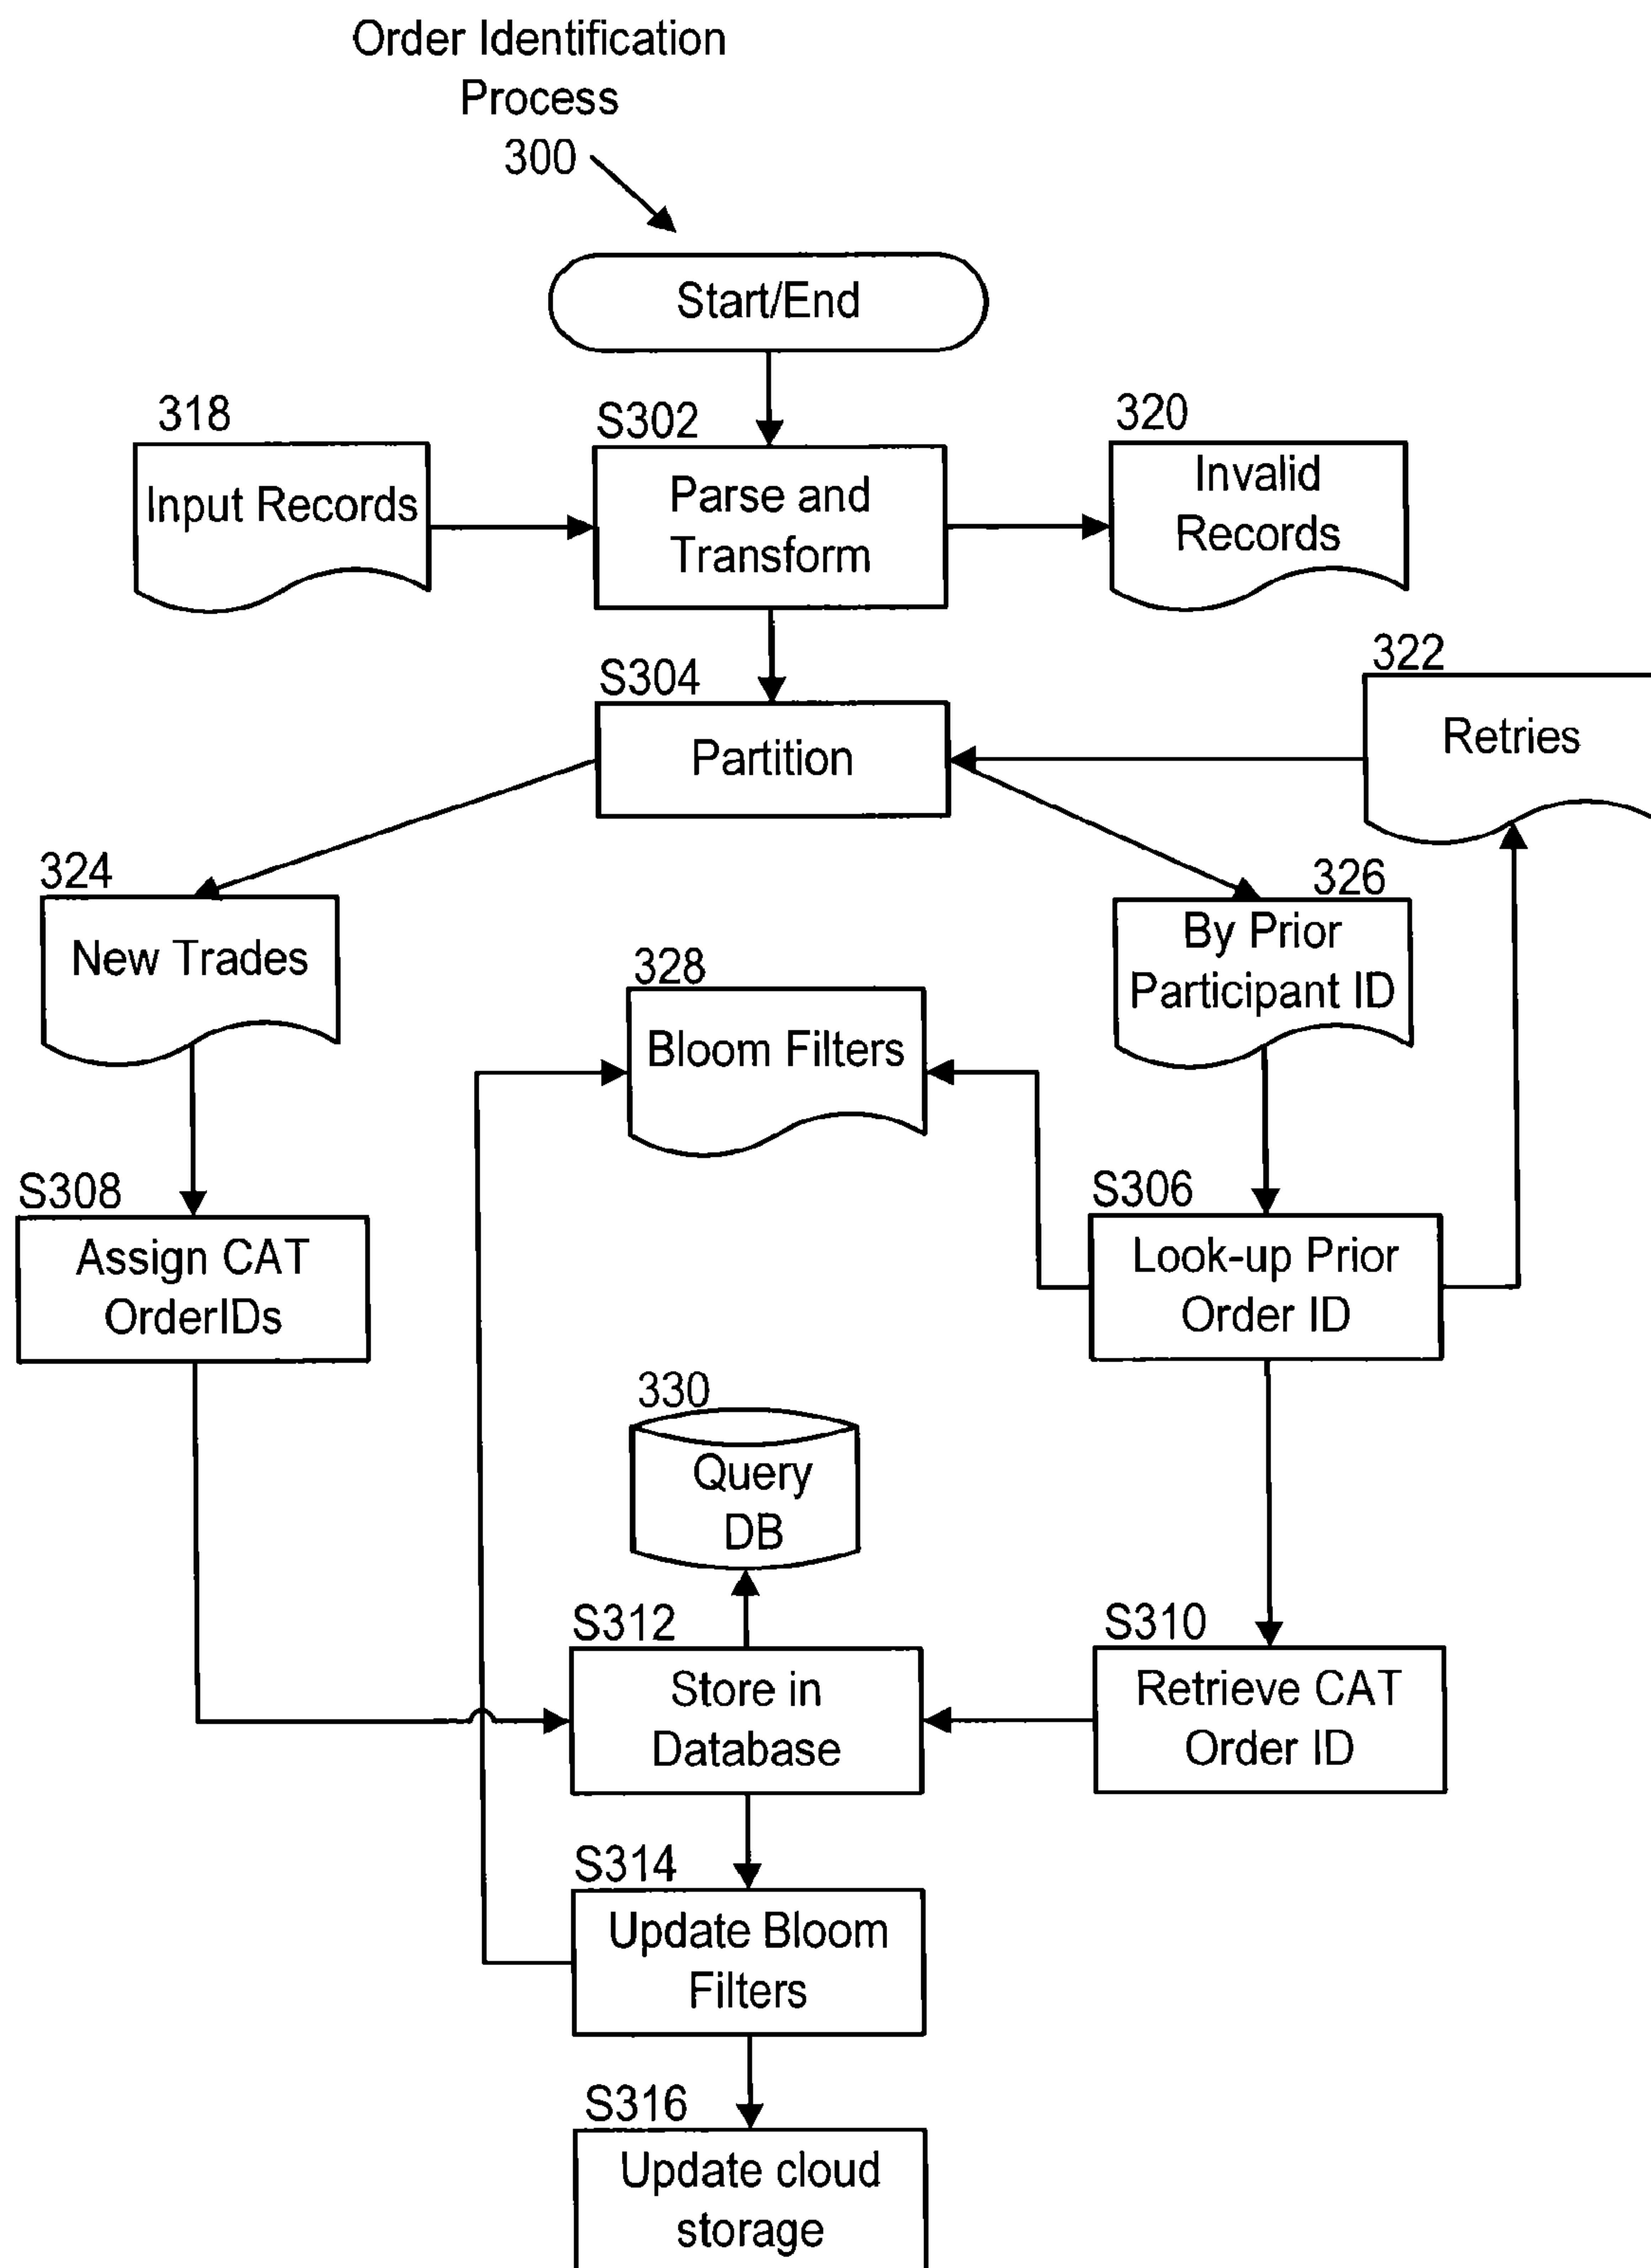 Order Identification
Process
300
Start/End
318
S302
320
Input Records
Parse and
Transform
Invalid
Records
S304
322
Partition
Retries
324
326
New Trades
By Prior
Participant ID
328
Bloom Filters
S308
S306
Assign CAT
OrderIDs
Look-up Prior
Order ID
330
Query
DB
S312
S310
Store in
Database
Retrieve CAT
Order ID
S314
Update Bloom
Filters
S316
Update cloud
storage